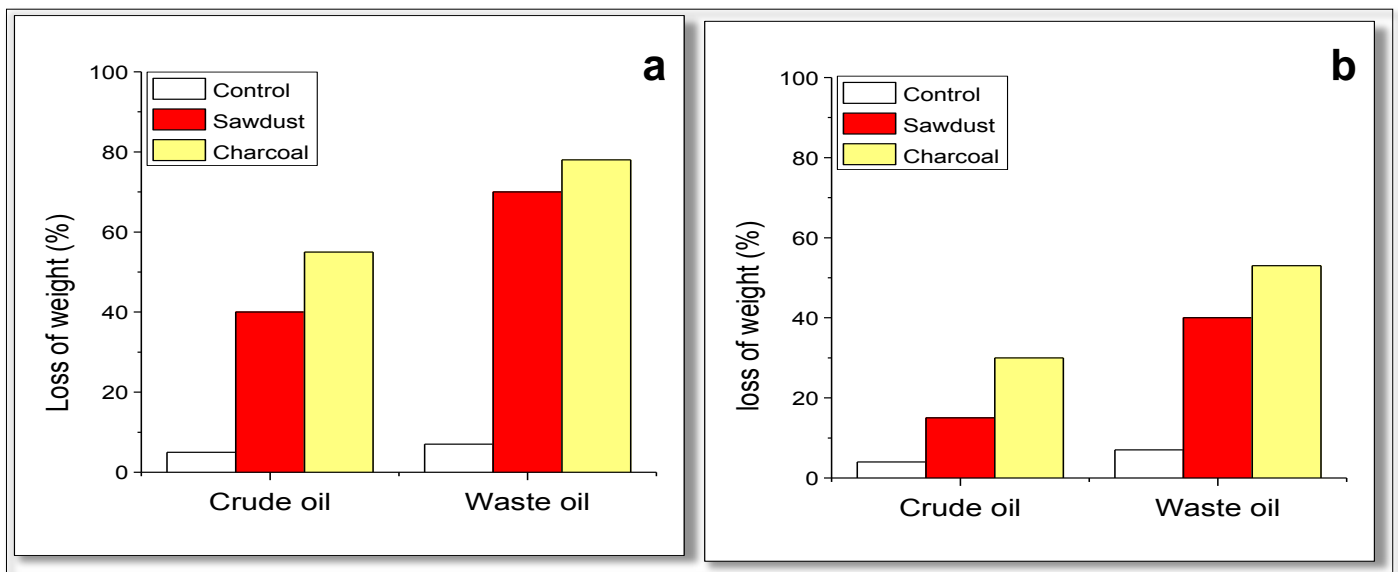 a
Control
Sawdust
Charcoal
Loss of weight (%)
100
80
60
40
20
0
Crude oil Waste oil
b
Control
Sawdust
Charcoal
loss of weight (%)
100
80
60
40
20
0
Crude oil Waste oil